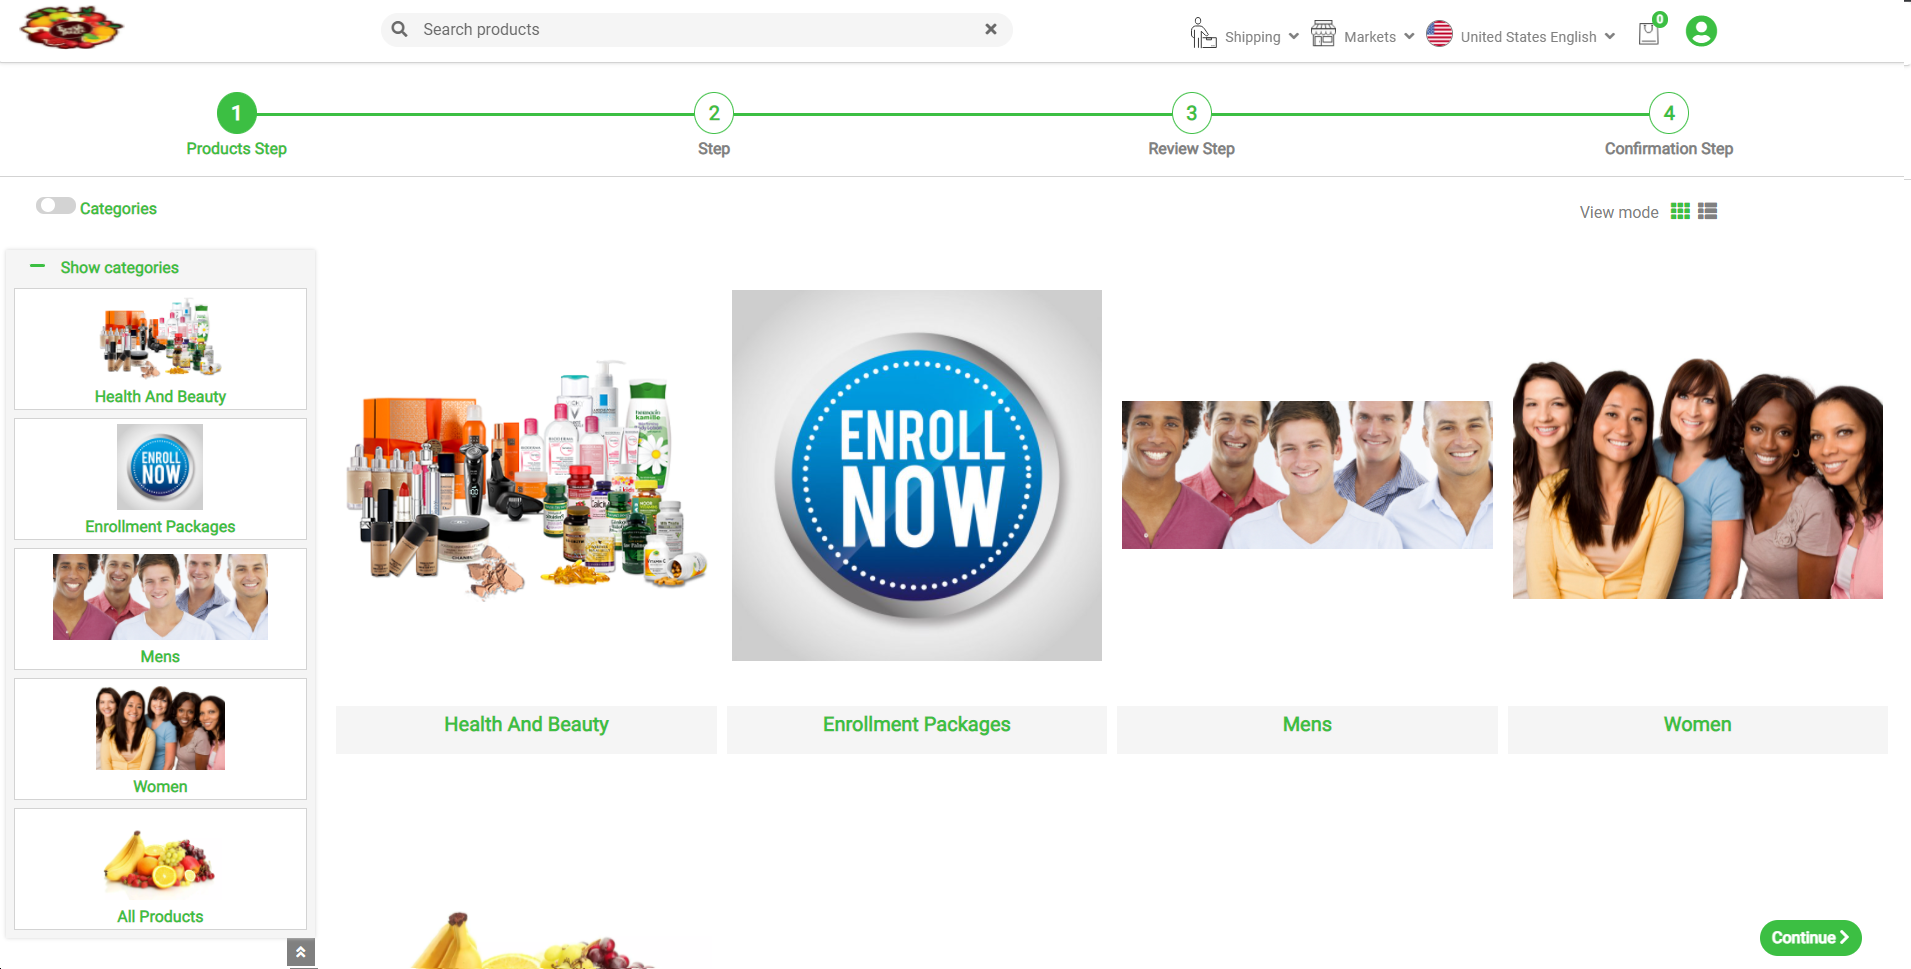 Search products
Shipping
Markets
United States English
0
1
2
3
4
Products Step
Step
Review Step
Confirmation Step
Categories
View mode
Show categories
Health And Beauty
ENROLL
NOW
Enrollment Packages
Mens
Women
All Products
ENROLL
NOW
Health And Beauty
Enrollment Packages
Mens
Women
Continue